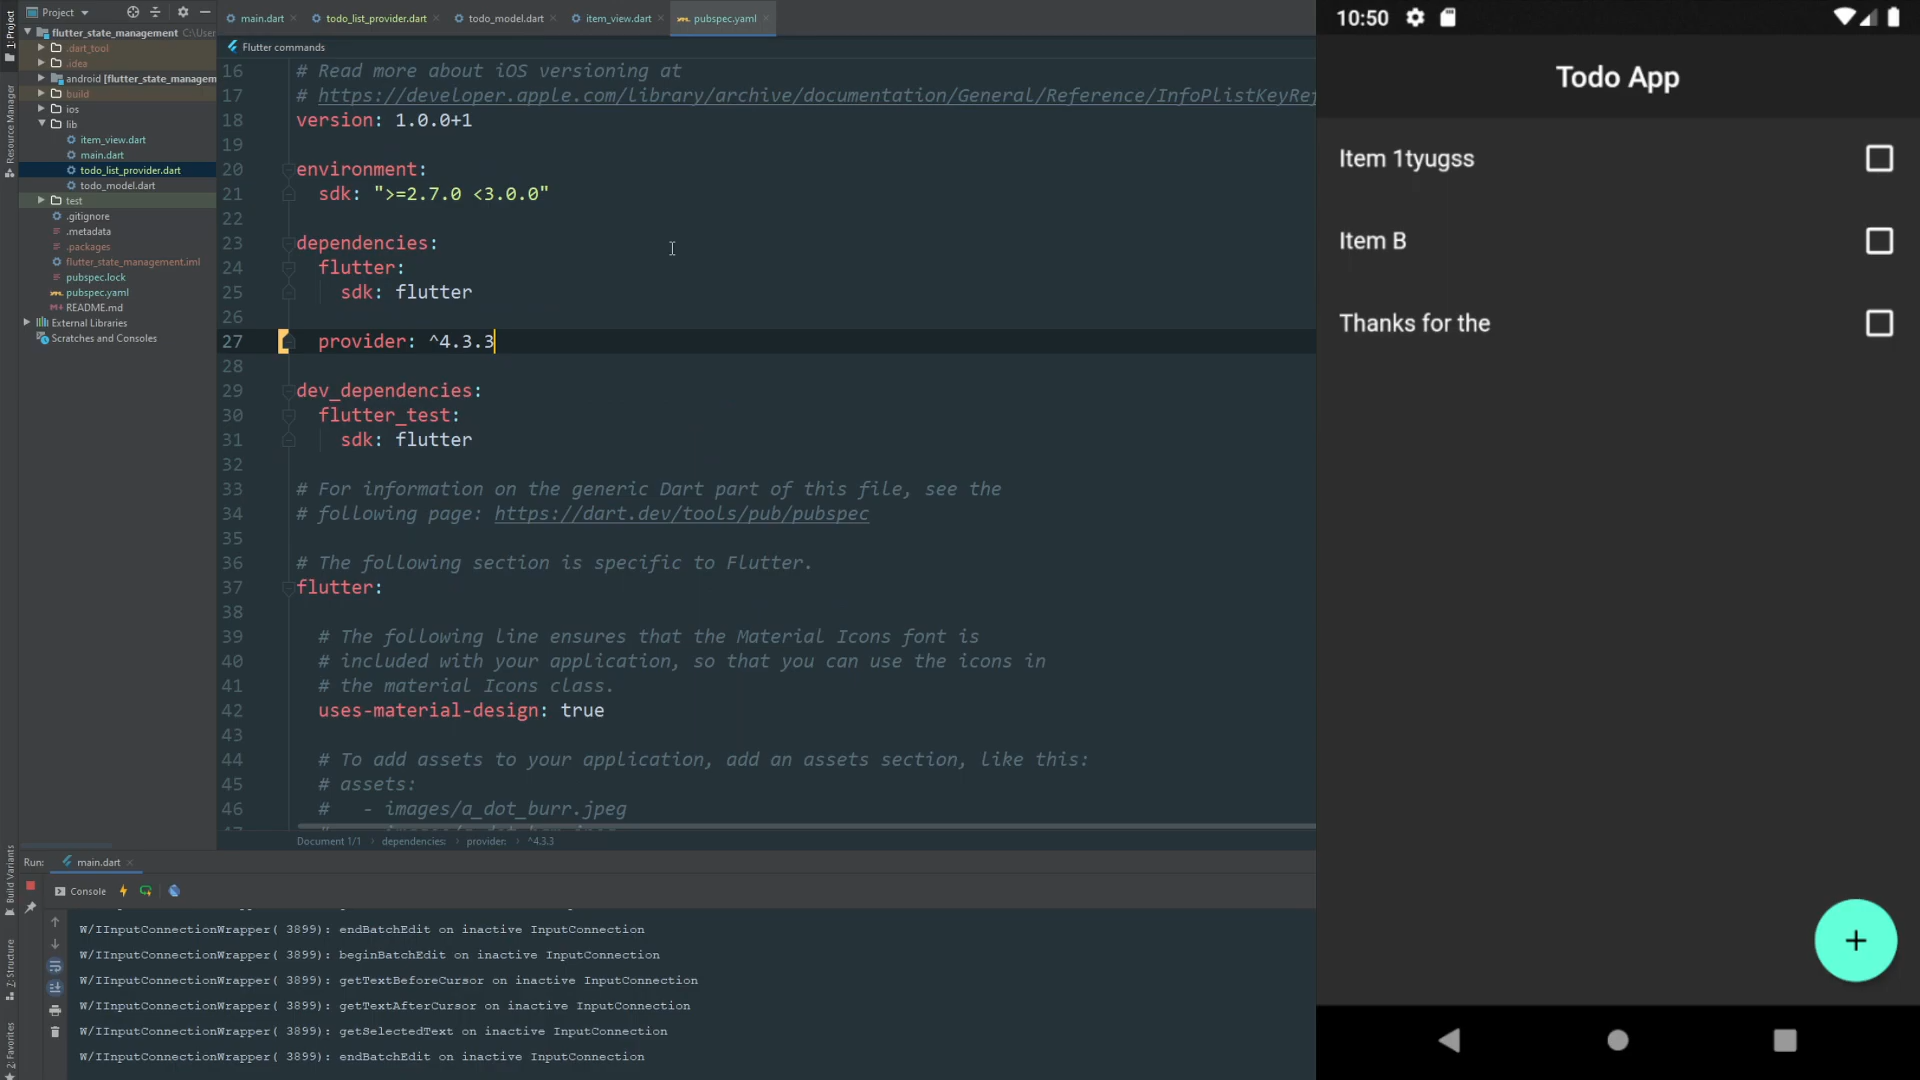 Project
main.dart
todo_list_provider.dart
todo_model.dart
item_view.dart
pubspec.yaml
1: Project
Resource Manager
flutter_state_management C:\User
.dart_tool
.idea
android [flutter_state_managem
build
ios
lib
item_view.dart
main.dart
todo_list_provider.dart
todo_model.dart
test
.gitignore
.metadata
.packages
flutter_state_management.iml
pubspec.lock
pubspec.yaml
README.md
External Libraries
Scratches and Consoles
Flutter commands
16 # Read more about iOS versioning at
17 # https://developer.apple.com/library/archive/documentation/General/Reference/InfoPlistKeyRef
18 version: 1.0.0+1
19
20 environment:
21 sdk: ">=2.7.0 <3.0.0"
22
23 dependencies:
24 flutter:
25 sdk: flutter
26
27 provider: ^4.3.3
28
29 dev_dependencies:
30 flutter_test:
31 sdk: flutter
32
33 # For information on the generic Dart part of this file, see the
34 # following page: https://dart.dev/tools/pub/pubspec
35
36 # The following section is specific to Flutter.
37 flutter:
38
39 # The following line ensures that the Material Icons font is
40 # included with your application, so that you can use the icons in
41 # the material Icons class.
42 uses-material-design: true
43
44 # To add assets to your application, add an assets section, like this:
45 # assets:
46 # - images/a_dot_burr.jpeg
Document 1/1 › dependencies: › provider: › ^4.3.3
Build Variants
Z: Structure
2: Favorites
Run: main.dart
Console
W/IInputConnectionWrapper( 3899): endBatchEdit on inactive InputConnection
W/IInputConnectionWrapper( 3899): beginBatchEdit on inactive InputConnection
W/IInputConnectionWrapper( 3899): getTextBeforeCursor on inactive InputConnection
W/IInputConnectionWrapper( 3899): getTextAfterCursor on inactive InputConnection
W/IInputConnectionWrapper( 3899): getSelectedText on inactive InputConnection
W/IInputConnectionWrapper( 3899): endBatchEdit on inactive InputConnection
10:50
Todo App
Item 1tyugss
Item B
Thanks for the
+